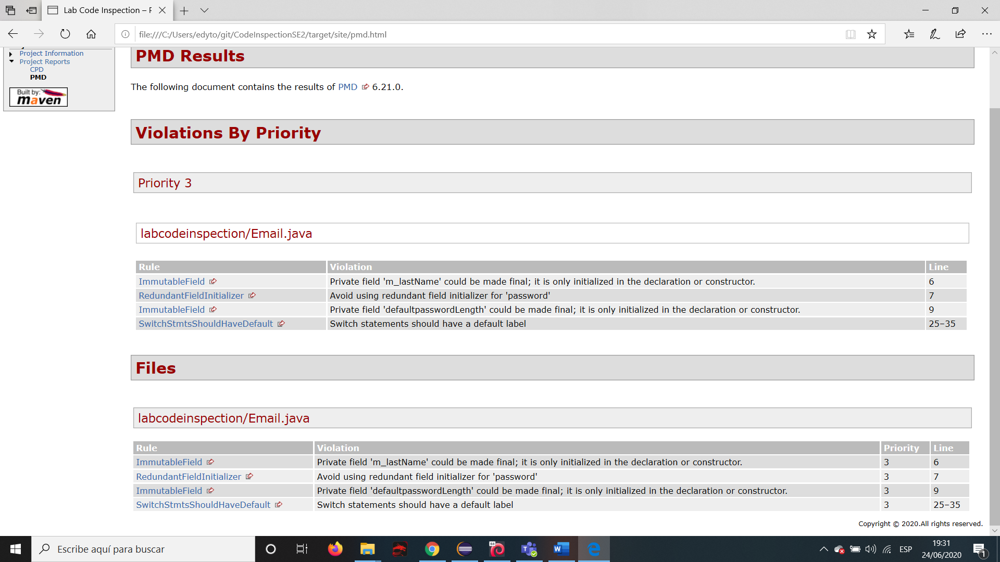 Lab Code Inspection – P
file:///C:/Users/edyto/git/CodeInspectionSE2/target/site/pmd.html
Project Information
Project Reports
CPD
PMD
Built by:
maven
PMD Results
The following document contains the results of PMD 6.21.0.
Violations By Priority
Priority 3
labcodeinspection/Email.java
Rule Violation Line
ImmutableField Private field 'm_lastName' could be made final; it is only initialized in the declaration or constructor. 6
RedundantFieldInitializer Avoid using redundant field initializer for 'password' 7
ImmutableField Private field 'defaultpasswordLength' could be made final; it is only initialized in the declaration or constructor. 9
SwitchStmtsShouldHaveDefault Switch statements should have a default label 25–35
Files
labcodeinspection/Email.java
Rule Violation Priority Line
ImmutableField Private field 'm_lastName' could be made final; it is only initialized in the declaration or constructor. 3 6
RedundantFieldInitializer Avoid using redundant field initializer for 'password' 3 7
ImmutableField Private field 'defaultpasswordLength' could be made final; it is only initialized in the declaration or constructor. 3 9
SwitchStmtsShouldHaveDefault Switch statements should have a default label 3 25–35
Copyright © 2020.All rights reserved.
Escribe aquí para buscar
64
ESP
19:31
24/06/2020
1